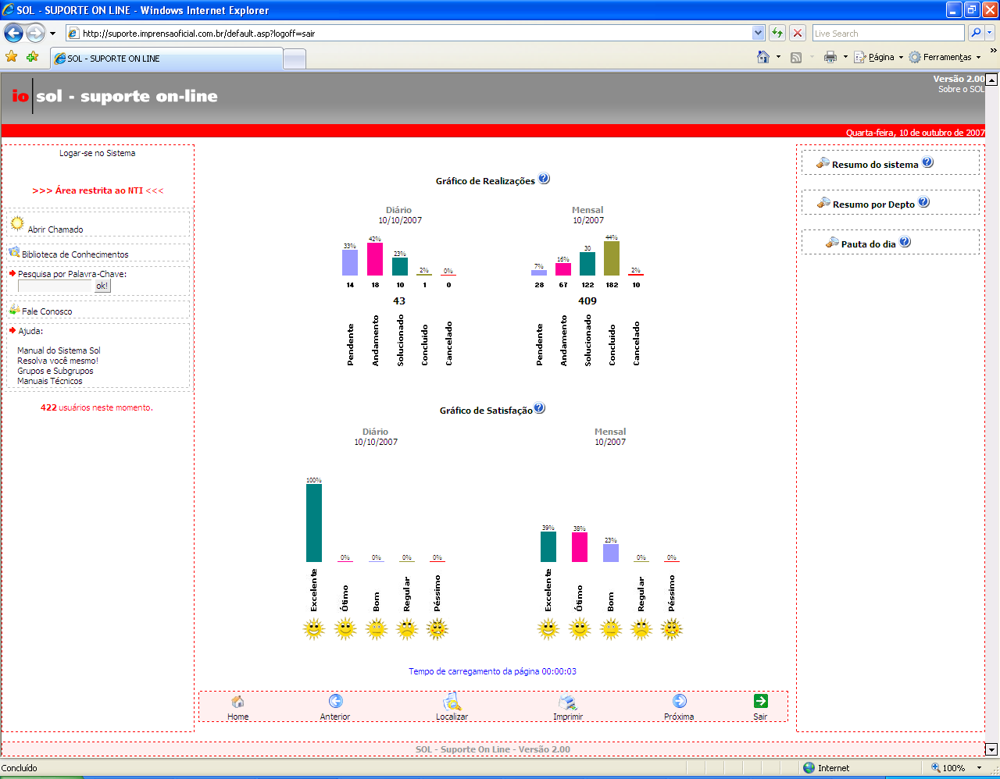 SOL - SUPORTE ON LINE - Windows Internet Explorer
http://suporte.imprensaoficial.com.br/default.asp?logoff=sair
Live Search
SOL - SUPORTE ON LINE
Página
Ferramentas
Versão 2.00
Sobre o SOL
io sol - suporte on-line
Quarta-feira, 10 de outubro de 2007
Logar-se no Sistema
>>> Área restrita ao NTI <<<
Abrir Chamado
Biblioteca de Conhecimentos
Pesquisa por Palavra-Chave:
ok!
Fale Conosco
Ajuda:
Manual do Sistema Sol
Resolva você mesmo!
Grupos e Subgrupos
Manuais Técnicos
422 usuários neste momento.
Gráfico de Realizações
Diário
10/10/2007
33% 42% 23% 2% 0%
14 18 10 1 0
43
Pendente Andamento Solucionado Concluido Cancelado
Mensal
10/2007
7% 16% 30 44% 2%
28 67 122 182 10
409
Pendente Andamento Solucionado Concluido Cancelado
Gráfico de Satisfação
Diário
10/10/2007
100% 0% 0% 0% 0%
Excelente Ótimo Bom Regular Péssimo
Mensal
10/2007
39% 38% 23% 0% 0%
Excelente Ótimo Bom Regular Péssimo
Tempo de carregamento da página 00:00:03
Home Anterior Localizar Imprimir Próxima Sair
Resumo do sistema
Resumo por Depto
Pauta do dia
SOL - Suporte On Line - Versão 2.00
Concluído
Internet
100%